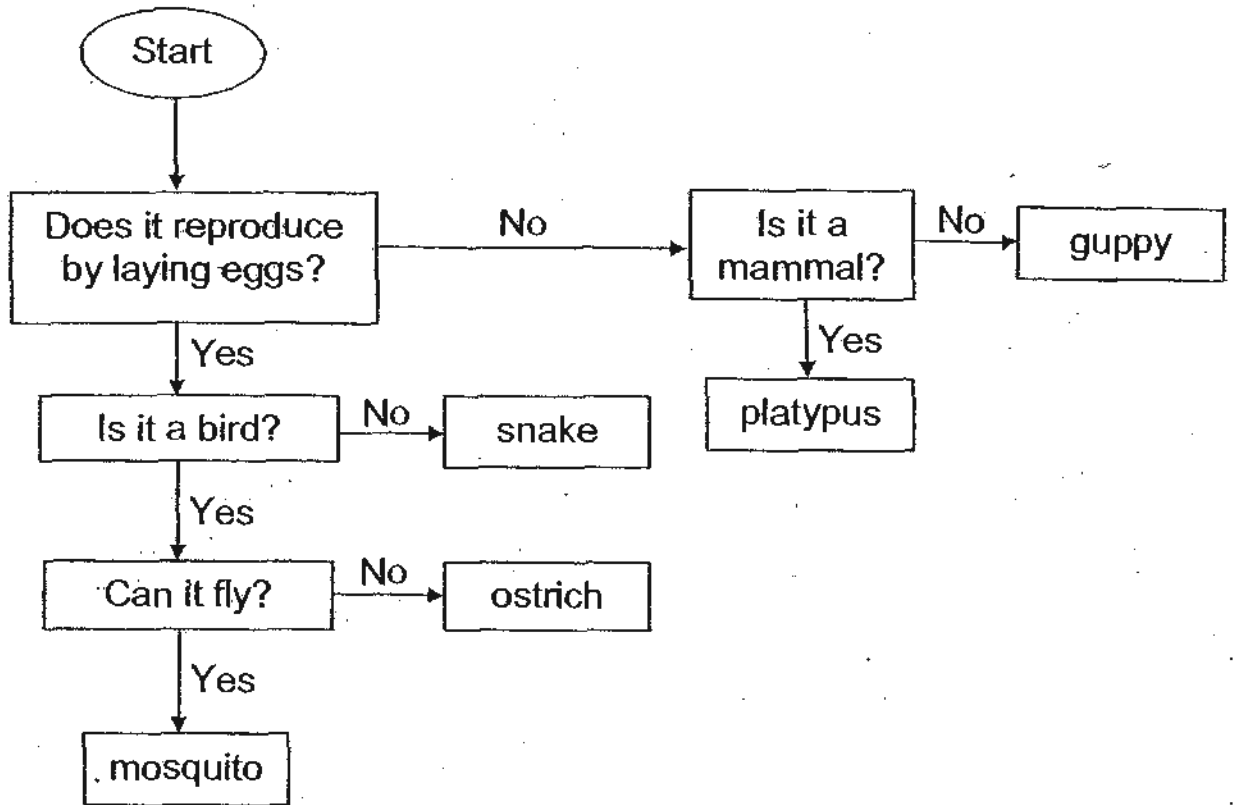 Start
Does it reproduce
by laying eggs?
No
Is it a
mammal?
No
guppy
Yes
platypus
Yes
Is it a bird?
No
snake
Yes
Can it fly?
No
ostrich
Yes
mosquito